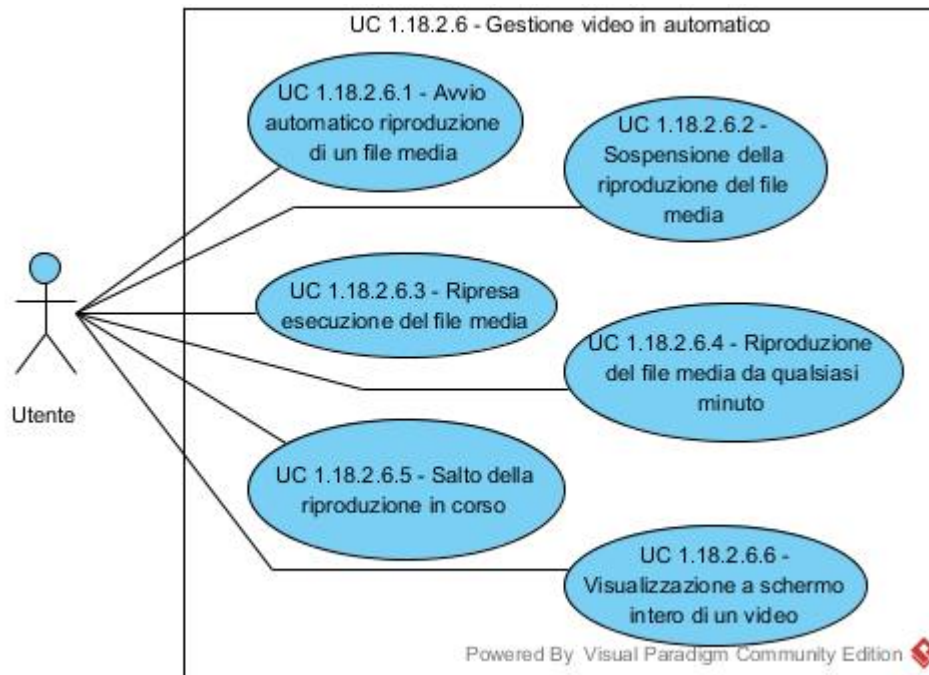 UC 1.18.2.6 - Gestione video in automatico
UC 1.18.2.6.1 - Avvio
automatico riproduzione
di un file media
UC 1.18.2.6.2 -
Sospensione della
riproduzione del file
media
UC 1.18.2.6.3 - Ripresa
esecuzione del file media
UC 1.18.2.6.4 - Riproduzione
del file media da qualsiasi
minuto
Utente
UC 1.18.2.6.5 - Salto della
riproduzione in corso
UC 1.18.2.6.6 -
Visualizzazione a schermo
intero di un video
Powered By Visual Paradigm Community Edition